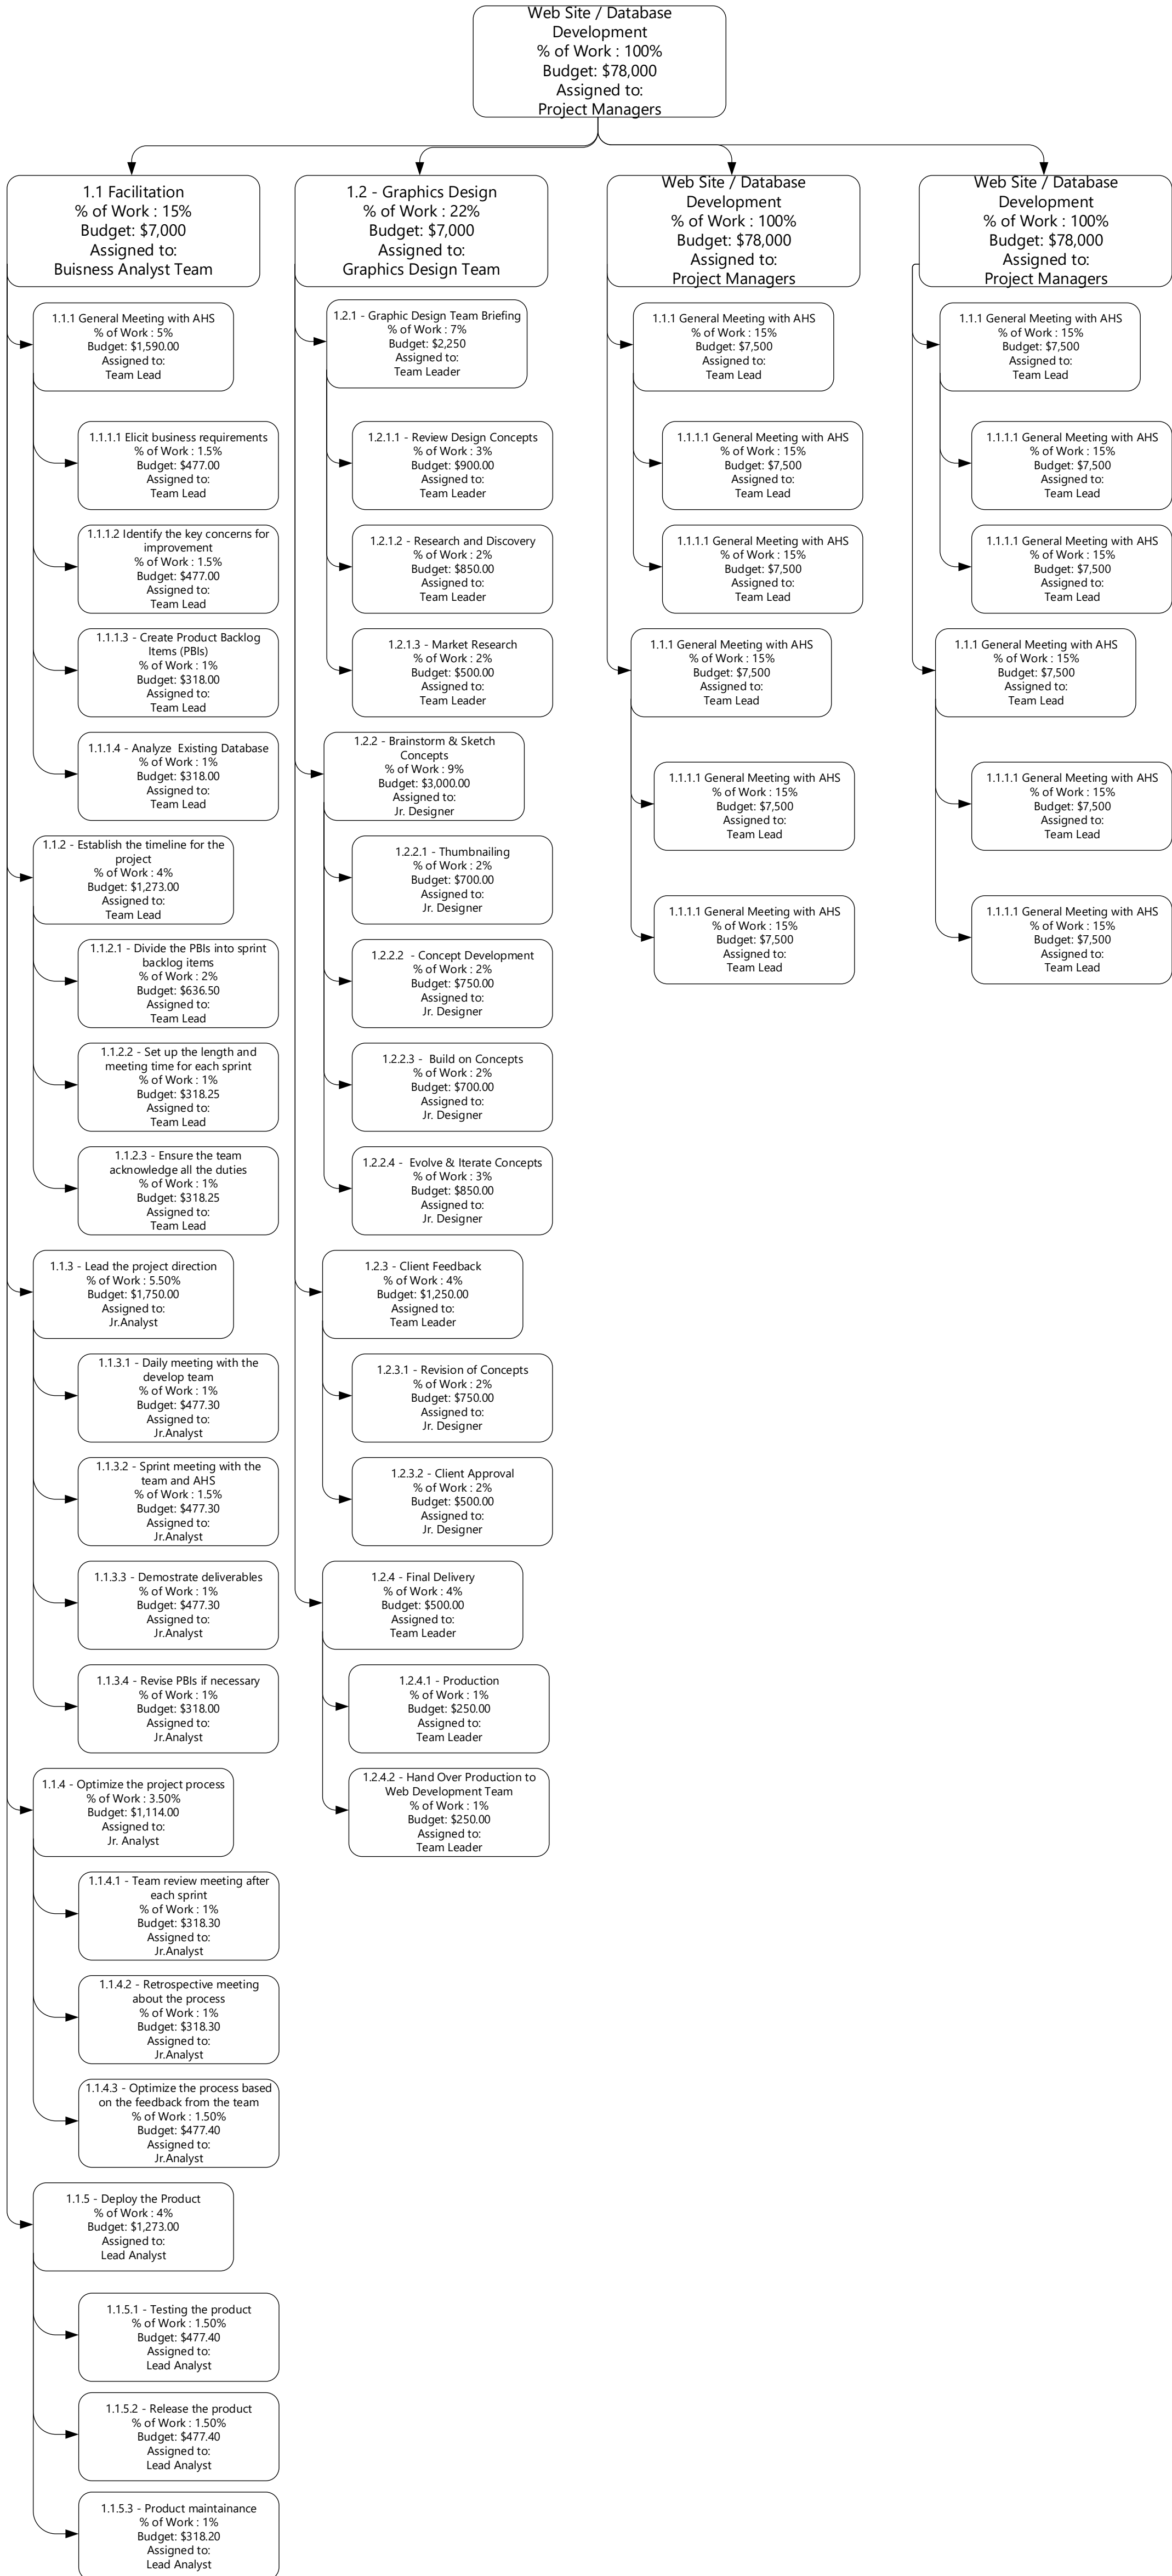 Web Site / Database
Development
% of Work : 100%
Budget: $78,000
Assigned to:
Project Managers
1.1 Facilitation
% of Work : 15%
Budget: $7,000
Assigned to:
Buisness Analyst Team
1.1.1 General Meeting with AHS
% of Work : 5%
Budget: $1,590.00
Assigned to:
Team Lead
1.1.1.1 Elicit business requirements
% of Work : 1.5%
Budget: $477.00
Assigned to:
Team Lead
1.1.1.2 Identify the key concerns for
improvement
% of Work : 1.5%
Budget: $477.00
Assigned to:
Team Lead
1.1.1.3 - Create Product Backlog
Items (PBIs)
% of Work : 1%
Budget: $318.00
Assigned to:
Team Lead
1.1.1.4 - Analyze Existing Database
% of Work : 1%
Budget: $318.00
Assigned to:
Team Lead
1.1.2 - Establish the timeline for the
project
% of Work : 4%
Budget: $1,273.00
Assigned to:
Team Lead
1.1.2.1 - Divide the PBIs into sprint
backlog items
% of Work : 2%
Budget: $636.50
Assigned to:
Team Lead
1.1.2.2 - Set up the length and
meeting time for each sprint
% of Work : 1%
Budget: $318.25
Assigned to:
Team Lead
1.1.2.3 - Ensure the team
acknowledge all the duties
% of Work : 1%
Budget: $318.25
Assigned to:
Team Lead
1.1.3 - Lead the project direction
% of Work : 5.50%
Budget: $1,750.00
Assigned to:
Jr.Analyst
1.1.3.1 - Daily meeting with the
develop team
% of Work : 1%
Budget: $477.30
Assigned to:
Jr.Analyst
1.1.3.2 - Sprint meeting with the
team and AHS
% of Work : 1.5%
Budget: $477.30
Assigned to:
Jr.Analyst
1.1.3.3 - Demostrate deliverables
% of Work : 1%
Budget: $477.30
Assigned to:
Jr.Analyst
1.1.3.4 - Revise PBIs if necessary
% of Work : 1%
Budget: $318.00
Assigned to:
Jr.Analyst
1.1.4 - Optimize the project process
% of Work : 3.50%
Budget: $1,114.00
Assigned to:
Jr. Analyst
1.1.4.1 - Team review meeting after
each sprint
% of Work : 1%
Budget: $318.30
Assigned to:
Jr.Analyst
1.1.4.2 - Retrospective meeting
about the process
% of Work : 1%
Budget: $318.30
Assigned to:
Jr.Analyst
1.1.4.3 - Optimize the process based
on the feedback from the team
% of Work : 1.50%
Budget: $477.40
Assigned to:
Jr.Analyst
1.1.5 - Deploy the Product
% of Work : 4%
Budget: $1,273.00
Assigned to:
Lead Analyst
1.1.5.1 - Testing the product
% of Work : 1.50%
Budget: $477.40
Assigned to:
Lead Analyst
1.1.5.2 - Release the product
% of Work : 1.50%
Budget: $477.40
Assigned to:
Lead Analyst
1.1.5.3 - Product maintainance
% of Work : 1%
Budget: $318.20
Assigned to:
Lead Analyst
1.2 - Graphics Design
% of Work : 22%
Budget: $7,000
Assigned to:
Graphics Design Team
1.2.1 - Graphic Design Team Briefing
% of Work : 7%
Budget: $2,250
Assigned to:
Team Leader
1.2.1.1 - Review Design Concepts
% of Work : 3%
Budget: $900.00
Assigned to:
Team Leader
1.2.1.2 - Research and Discovery
% of Work : 2%
Budget: $850.00
Assigned to:
Team Leader
1.2.1.3 - Market Research
% of Work : 2%
Budget: $500.00
Assigned to:
Team Leader
1.2.2 - Brainstorm & Sketch
Concepts
% of Work : 9%
Budget: $3,000.00
Assigned to:
Jr. Designer
1.2.2.1 - Thumbnailing
% of Work : 2%
Budget: $700.00
Assigned to:
Jr. Designer
1.2.2.2 - Concept Development
% of Work : 2%
Budget: $750.00
Assigned to:
Jr. Designer
1.2.2.3 - Build on Concepts
% of Work : 2%
Budget: $700.00
Assigned to:
Jr. Designer
1.2.2.4 - Evolve & Iterate Concepts
% of Work : 3%
Budget: $850.00
Assigned to:
Jr. Designer
1.2.3 - Client Feedback
% of Work : 4%
Budget: $1,250.00
Assigned to:
Team Leader
1.2.3.1 - Revision of Concepts
% of Work : 2%
Budget: $750.00
Assigned to:
Jr. Designer
1.2.3.2 - Client Approval
% of Work : 2%
Budget: $500.00
Assigned to:
Jr. Designer
1.2.4 - Final Delivery
% of Work : 4%
Budget: $500.00
Assigned to:
Team Leader
1.2.4.1 - Production
% of Work : 1%
Budget: $250.00
Assigned to:
Team Leader
1.2.4.2 - Hand Over Production to
Web Development Team
% of Work : 1%
Budget: $250.00
Assigned to:
Team Leader
Web Site / Database
Development
% of Work : 100%
Budget: $78,000
Assigned to:
Project Managers
1.1.1 General Meeting with AHS
% of Work : 15%
Budget: $7,500
Assigned to:
Team Lead
1.1.1.1 General Meeting with AHS
% of Work : 15%
Budget: $7,500
Assigned to:
Team Lead
1.1.1.1 General Meeting with AHS
% of Work : 15%
Budget: $7,500
Assigned to:
Team Lead
1.1.1 General Meeting with AHS
% of Work : 15%
Budget: $7,500
Assigned to:
Team Lead
1.1.1.1 General Meeting with AHS
% of Work : 15%
Budget: $7,500
Assigned to:
Team Lead
1.1.1.1 General Meeting with AHS
% of Work : 15%
Budget: $7,500
Assigned to:
Team Lead
Web Site / Database
Development
% of Work : 100%
Budget: $78,000
Assigned to:
Project Managers
1.1.1 General Meeting with AHS
% of Work : 15%
Budget: $7,500
Assigned to:
Team Lead
1.1.1.1 General Meeting with AHS
% of Work : 15%
Budget: $7,500
Assigned to:
Team Lead
1.1.1.1 General Meeting with AHS
% of Work : 15%
Budget: $7,500
Assigned to:
Team Lead
1.1.1 General Meeting with AHS
% of Work : 15%
Budget: $7,500
Assigned to:
Team Lead
1.1.1.1 General Meeting with AHS
% of Work : 15%
Budget: $7,500
Assigned to:
Team Lead
1.1.1.1 General Meeting with AHS
% of Work : 15%
Budget: $7,500
Assigned to:
Team Lead